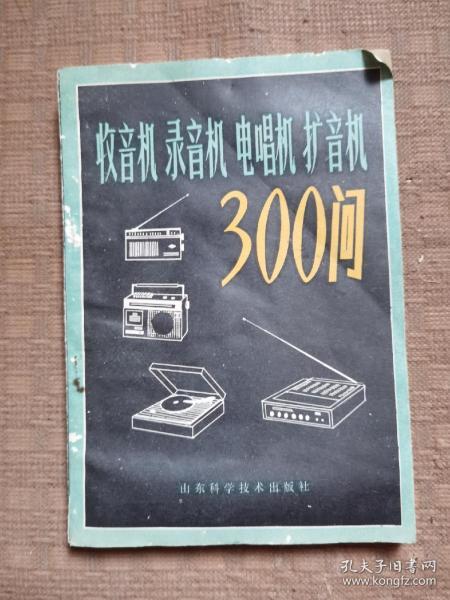 收音机 录音机 电唱机 扩音机
300问
山东科学技术出版社
孔夫子旧书网
www.kongfz.com